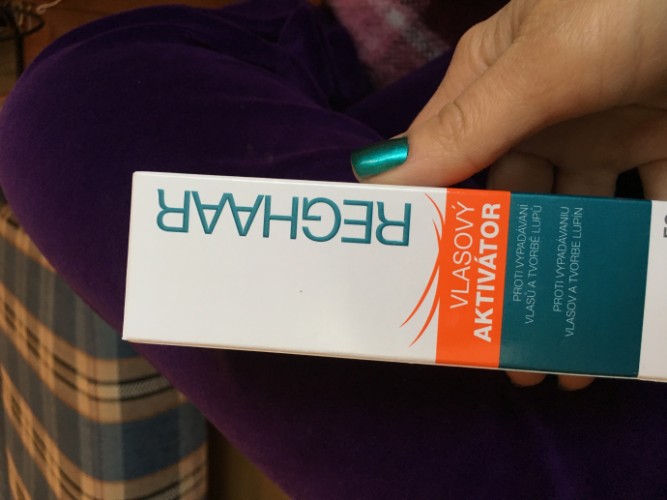 REGHAAR
VLASOVÝ
AKTIVÁTOR
PROTI VYPADÁVÁNÍ
VLASŮ A TVORBĚ LUPŮ
PROTI VYPADÁVANIU
VLASOV A TVORBE LUPÍN